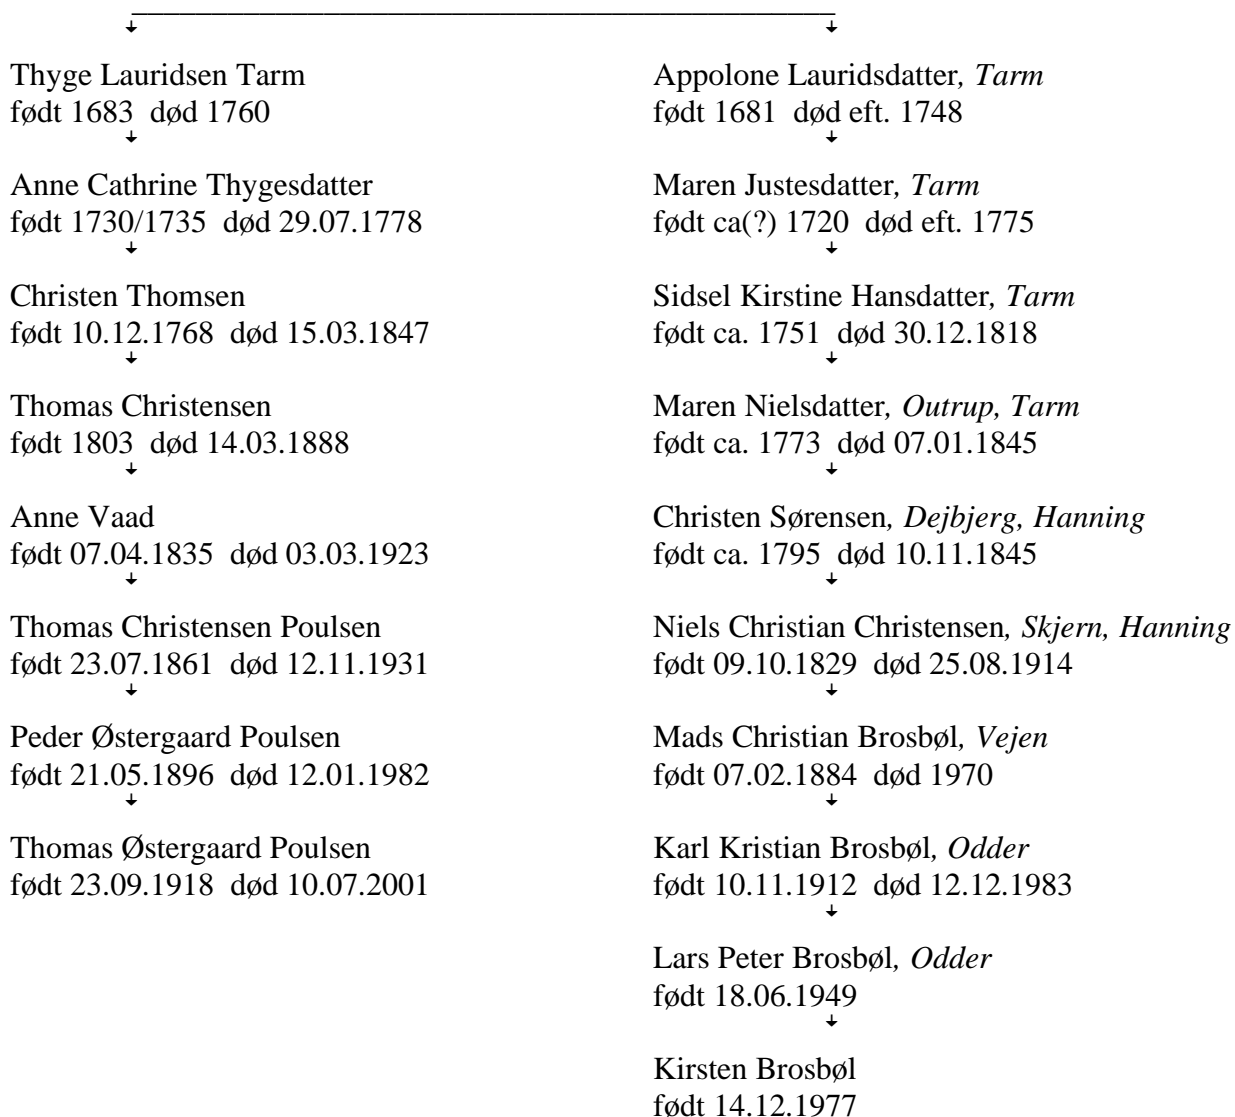 Thyge Lauridsen Tarm
født 1683 død 1760
Anne Cathrine Thygesdatter
født 1730/1735 død 29.07.1778
Christen Thomsen
født 10.12.1768 død 15.03.1847
Thomas Christensen
født 1803 død 14.03.1888
Anne Vaad
født 07.04.1835 død 03.03.1923
Thomas Christensen Poulsen
født 23.07.1861 død 12.11.1931
Peder Østergaard Poulsen
født 21.05.1896 død 12.01.1982
Thomas Østergaard Poulsen
født 23.09.1918 død 10.07.2001
Appolone Lauridsdatter, Tarm
født 1681 død eft. 1748
Maren Justesdatter, Tarm
født ca(?) 1720 død eft. 1775
Sidsel Kirstine Hansdatter, Tarm
født ca. 1751 død 30.12.1818
Maren Nielsdatter, Outrup, Tarm
født ca. 1773 død 07.01.1845
Christen Sørensen, Dejbjerg, Hanning
født ca. 1795 død 10.11.1845
Niels Christian Christensen, Skjern, Hanning
født 09.10.1829 død 25.08.1914
Mads Christian Brosbøl, Vejen
født 07.02.1884 død 1970
Karl Kristian Brosbøl, Odder
født 10.11.1912 død 12.12.1983
Lars Peter Brosbøl, Odder
født 18.06.1949
Kirsten Brosbøl
født 14.12.1977